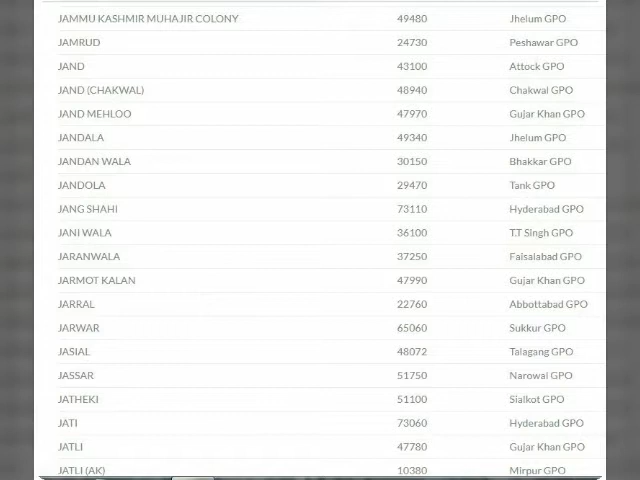 JAMMU KASHMIR MUHAJIR COLONY 49480 Jhelum GPO
JAMRUD 24730 Peshawar GPO
JAND 43100 Attock GPO
JAND (CHAKWAL) 48940 Chakwal GPO
JAND MEHLOO 47970 Gujar Khan GPO
JANDALA 49340 Jhelum GPO
JANDAN WALA 30150 Bhakkar GPO
JANDOLA 29470 Tank GPO
JANG SHAHI 73110 Hyderabad GPO
JANI WALA 36100 T.T Singh GPO
JARANWALA 37250 Faisalabad GPO
JARMOT KALAN 47990 Gujar Khan GPO
JARRAL 22760 Abbottabad GPO
JARWAR 65060 Sukkur GPO
JASIAL 48072 Talagang GPO
JASSAR 51750 Narowal GPO
JATHEKI 51100 Sialkot GPO
JATI 73060 Hyderabad GPO
JATLI 47780 Gujar Khan GPO
JATLI (AK) 10380 Mirpur GPO